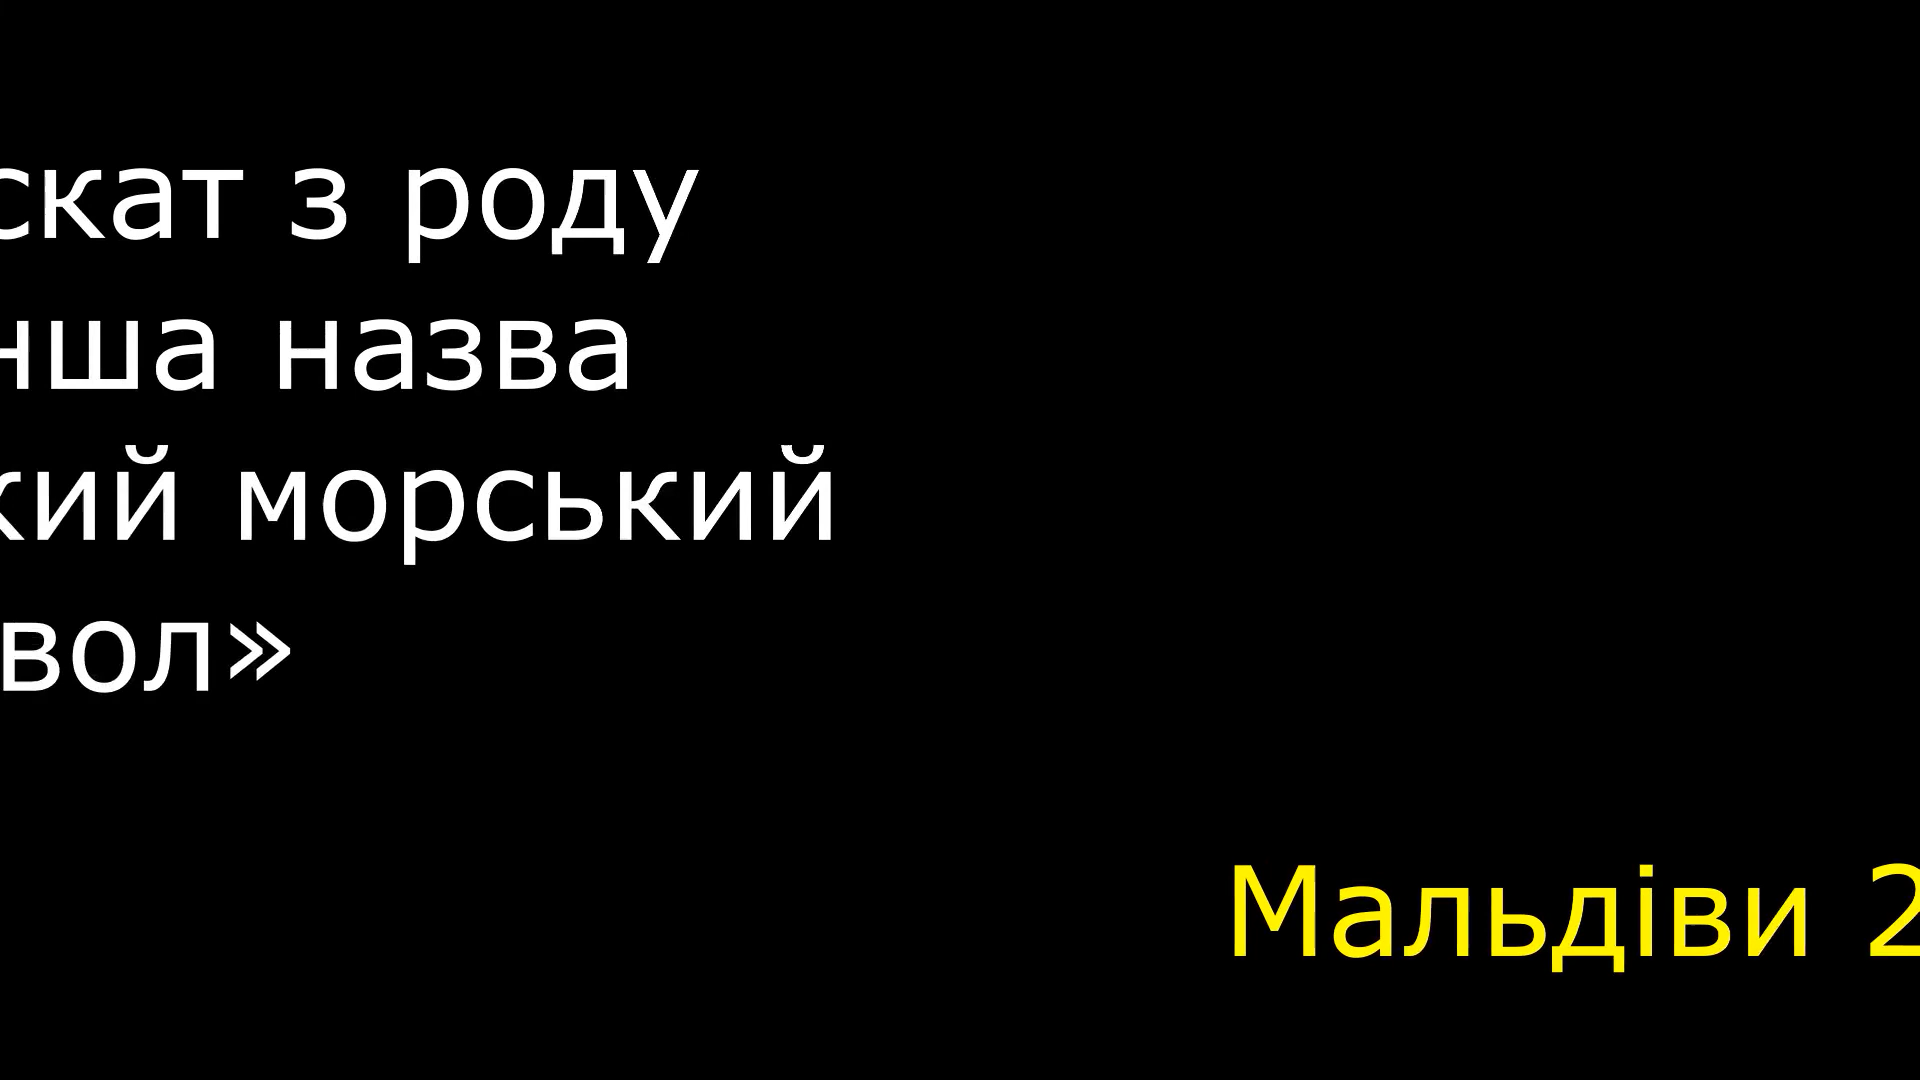 скат з роду
нша назва
кий морський
вол»
Мальдіви 2